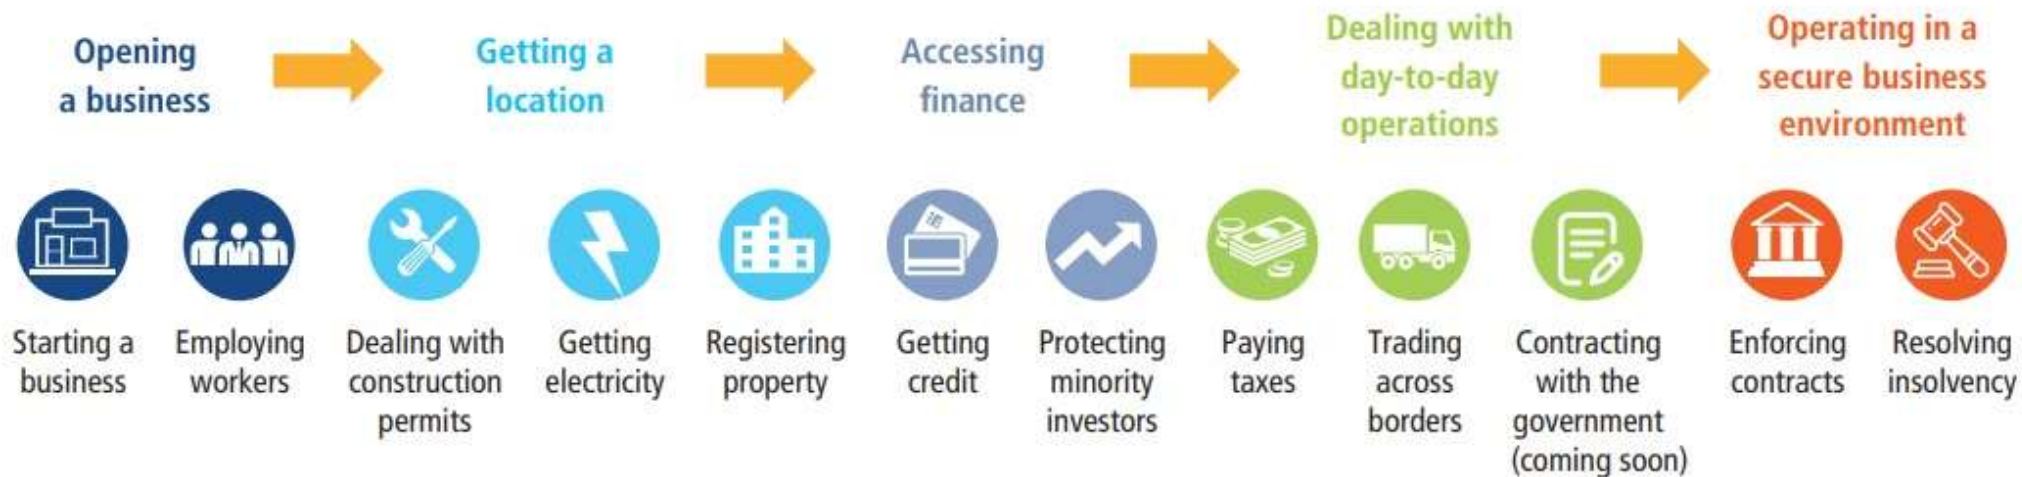 Opening
a business
Getting a
location
Accessing
finance
Dealing with
day-to-day
operations
Operating in a
secure business
environment
Starting a
business
Employing
workers
Dealing with
construction
permits
Getting
electricity
Registering
property
Getting
credit
Protecting
minority
investors
Paying
taxes
Trading
across
borders
Contracting
with the
government
(coming soon)
Enforcing
contracts
Resolving
insolvency